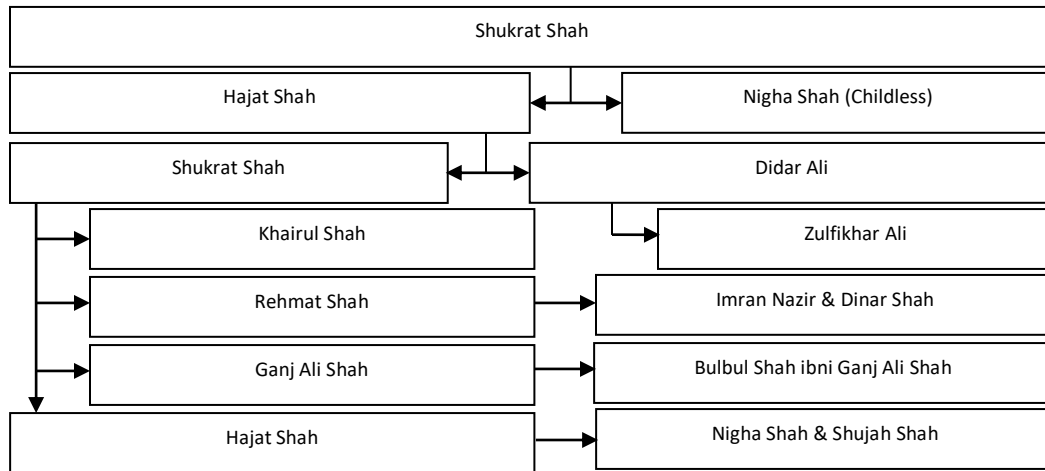 Shukrat Shah
Hajat Shah
Nigha Shah (Childless)
Shukrat Shah
Didar Ali
Khairul Shah
Zulfikhar Ali
Rehmat Shah
Imran Nazir & Dinar Shah
Ganj Ali Shah
Bulbul Shah ibni Ganj Ali Shah
Hajat Shah
Nigha Shah & Shujah Shah